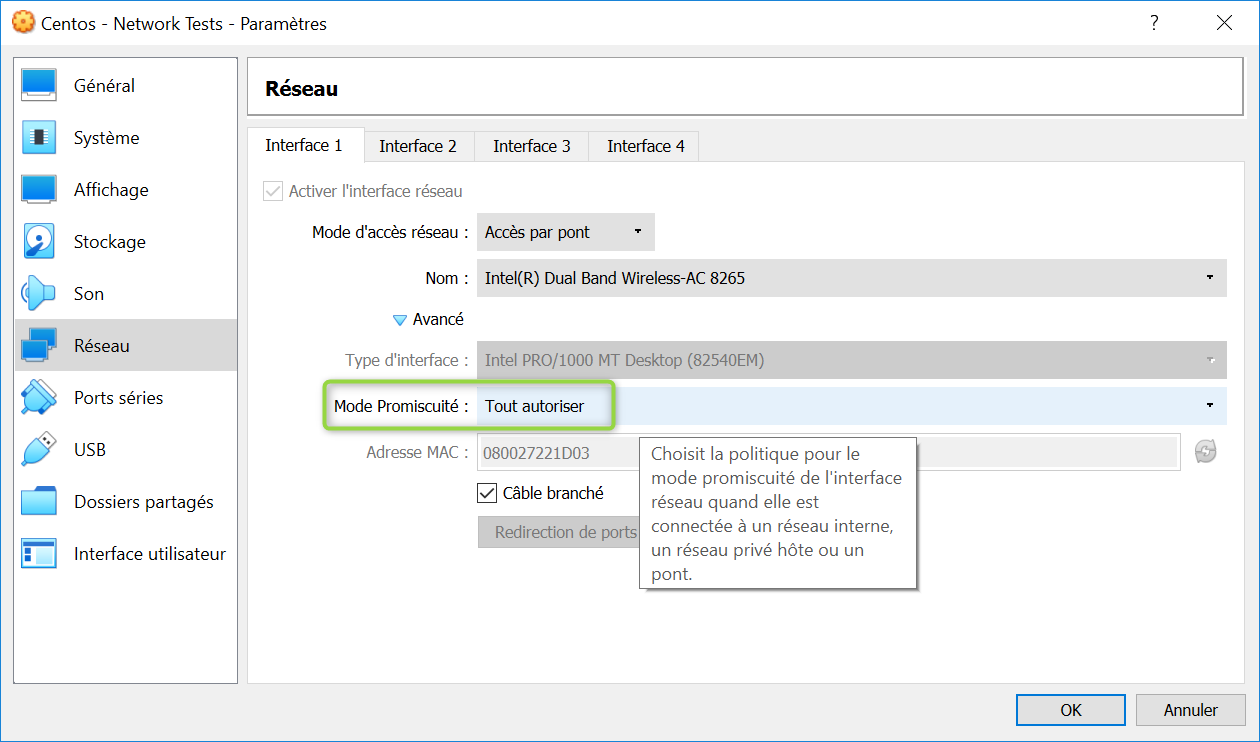 Centos - Network Tests - Paramètres
?
Général
Système
Affichage
Stockage
Son
Réseau
Ports séries
USB
Dossiers partagés
Interface utilisateur
Réseau
Interface 1 Interface 2 Interface 3 Interface 4
Activer l'interface réseau
Mode d'accès réseau : Accès par pont
Nom : Intel(R) Dual Band Wireless-AC 8265
Avancé
Type d'interface : Intel PRO/1000 MT Desktop (82540EM)
Mode Promiscuité : Tout autoriser
Adresse MAC : 080027221D03
Câble branché
Redirection de ports
Choisit la politique pour le
mode promiscuité de l'interface
réseau quand elle est
connectée à un réseau interne,
un réseau privé hôte ou un
pont.
OK Annuler